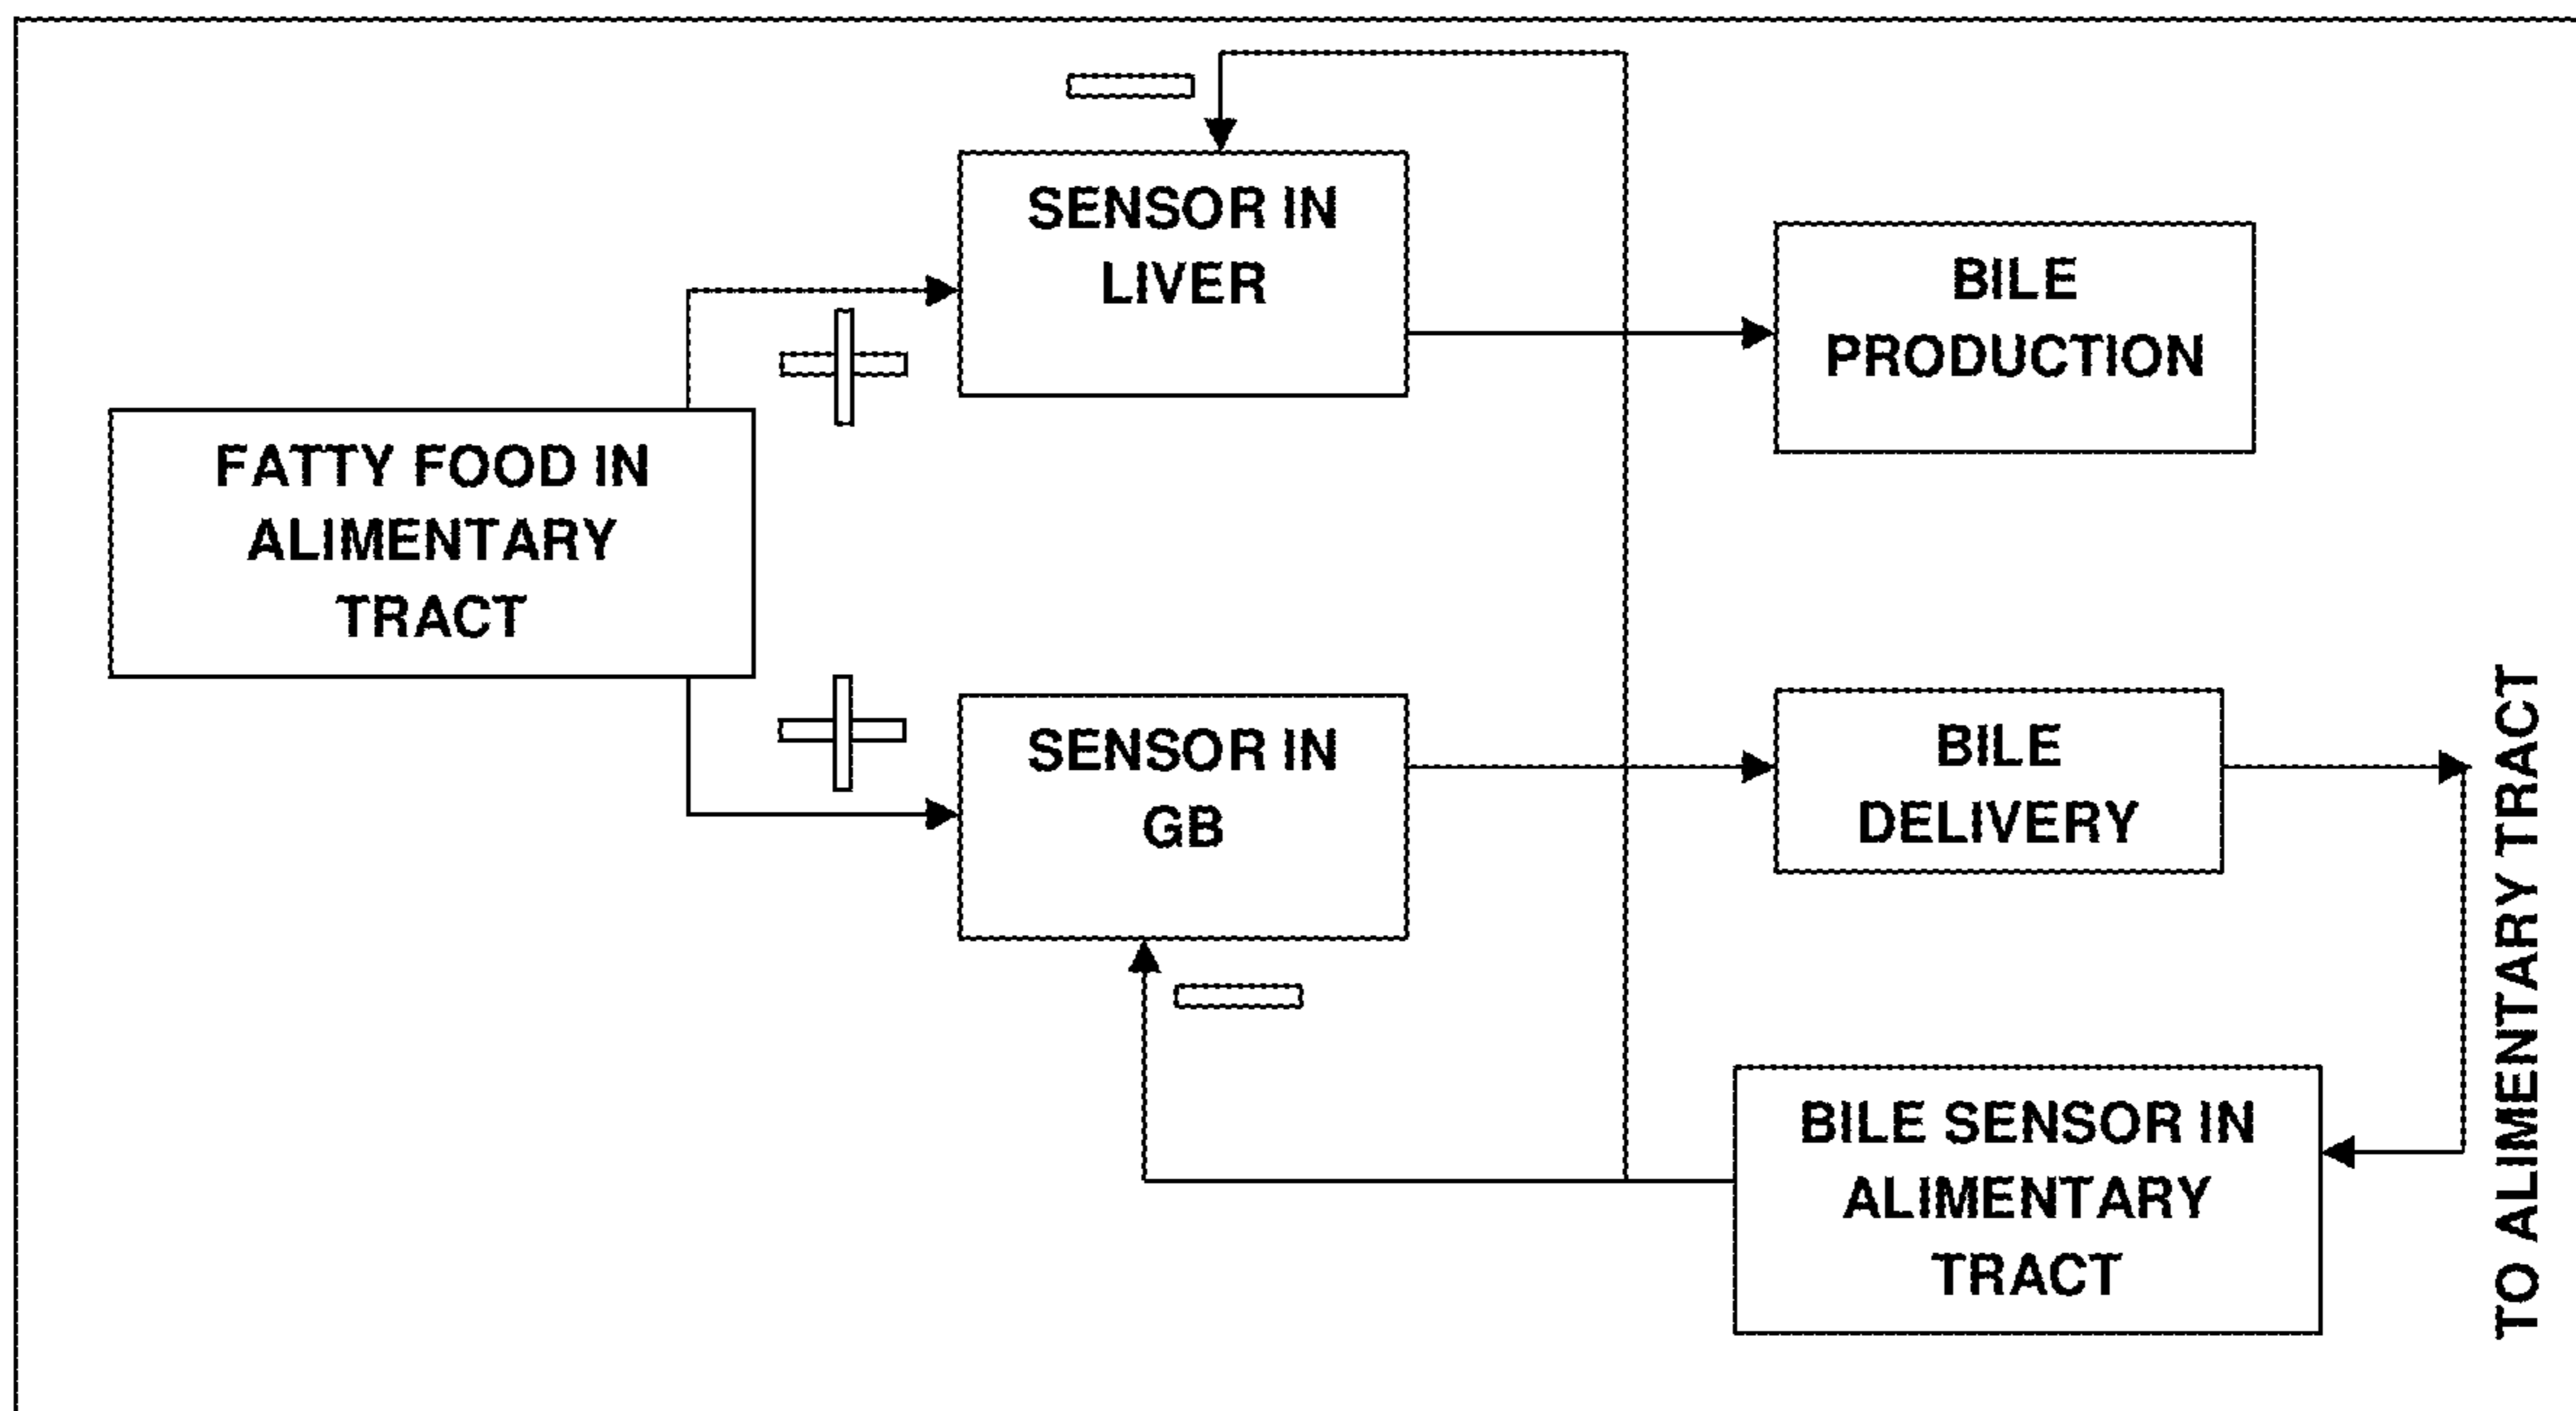 SENSOR IN
LIVER
BILE
PRODUCTION
FATTY FOOD IN
ALIMENTARY
TRACT
SENSOR IN
GB
BILE
DELIVERY
BILE SENSOR IN
ALIMENTARY
TRACT
TO ALIMENTARY TRACT